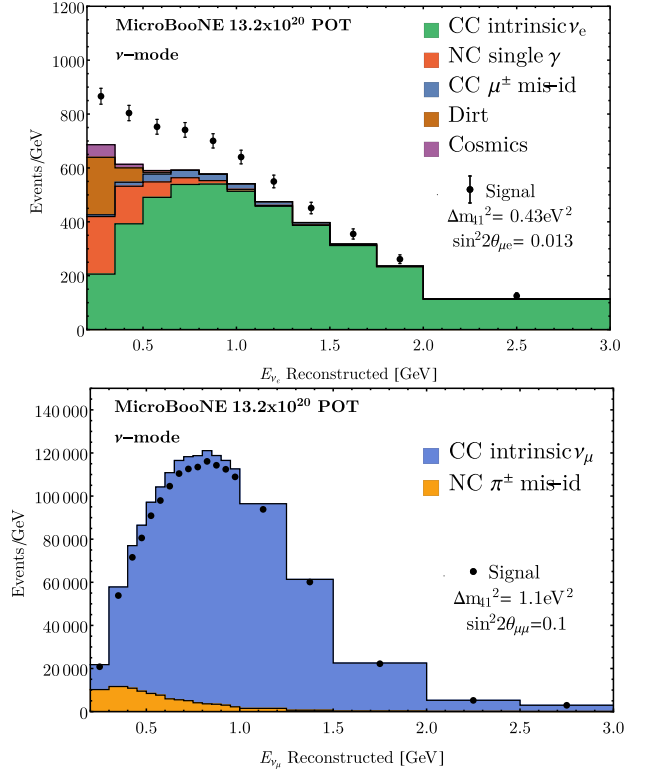 1200
1000
800
600
400
200
0
Events/GeV
MicroBooNE 13.2x10²⁰ POT
ν−mode
CC intrinsic νₑ
NC single γ
CC μ± mis-id
Dirt
Cosmics
Signal
Δm₄₁²= 0.43eV²
sin²2θμₑ= 0.013
0.5 1.0 1.5 2.0 2.5 3.0
E_νₑ Reconstructed [GeV]
140 000
120 000
100 000
80 000
60 000
40 000
20 000
0
Events/GeV
MicroBooNE 13.2x10²⁰ POT
ν−mode
CC intrinsic ν_μ
NC π± mis-id
Signal
Δm₄₁²= 1.1eV²
sin²2θμμ=0.1
0.5 1.0 1.5 2.0 2.5 3.0
E_ν_μ Reconstructed [GeV]